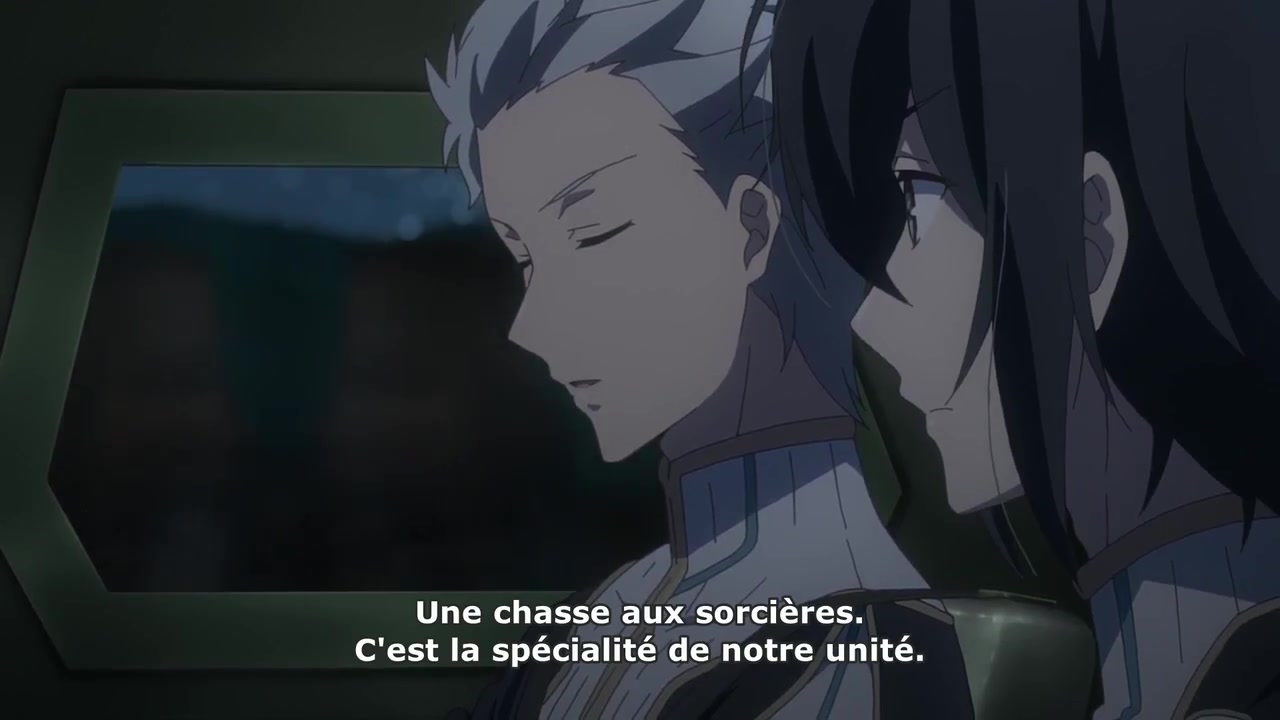 Une chasse aux sorcières.
C'est la spécialité de notre unité.